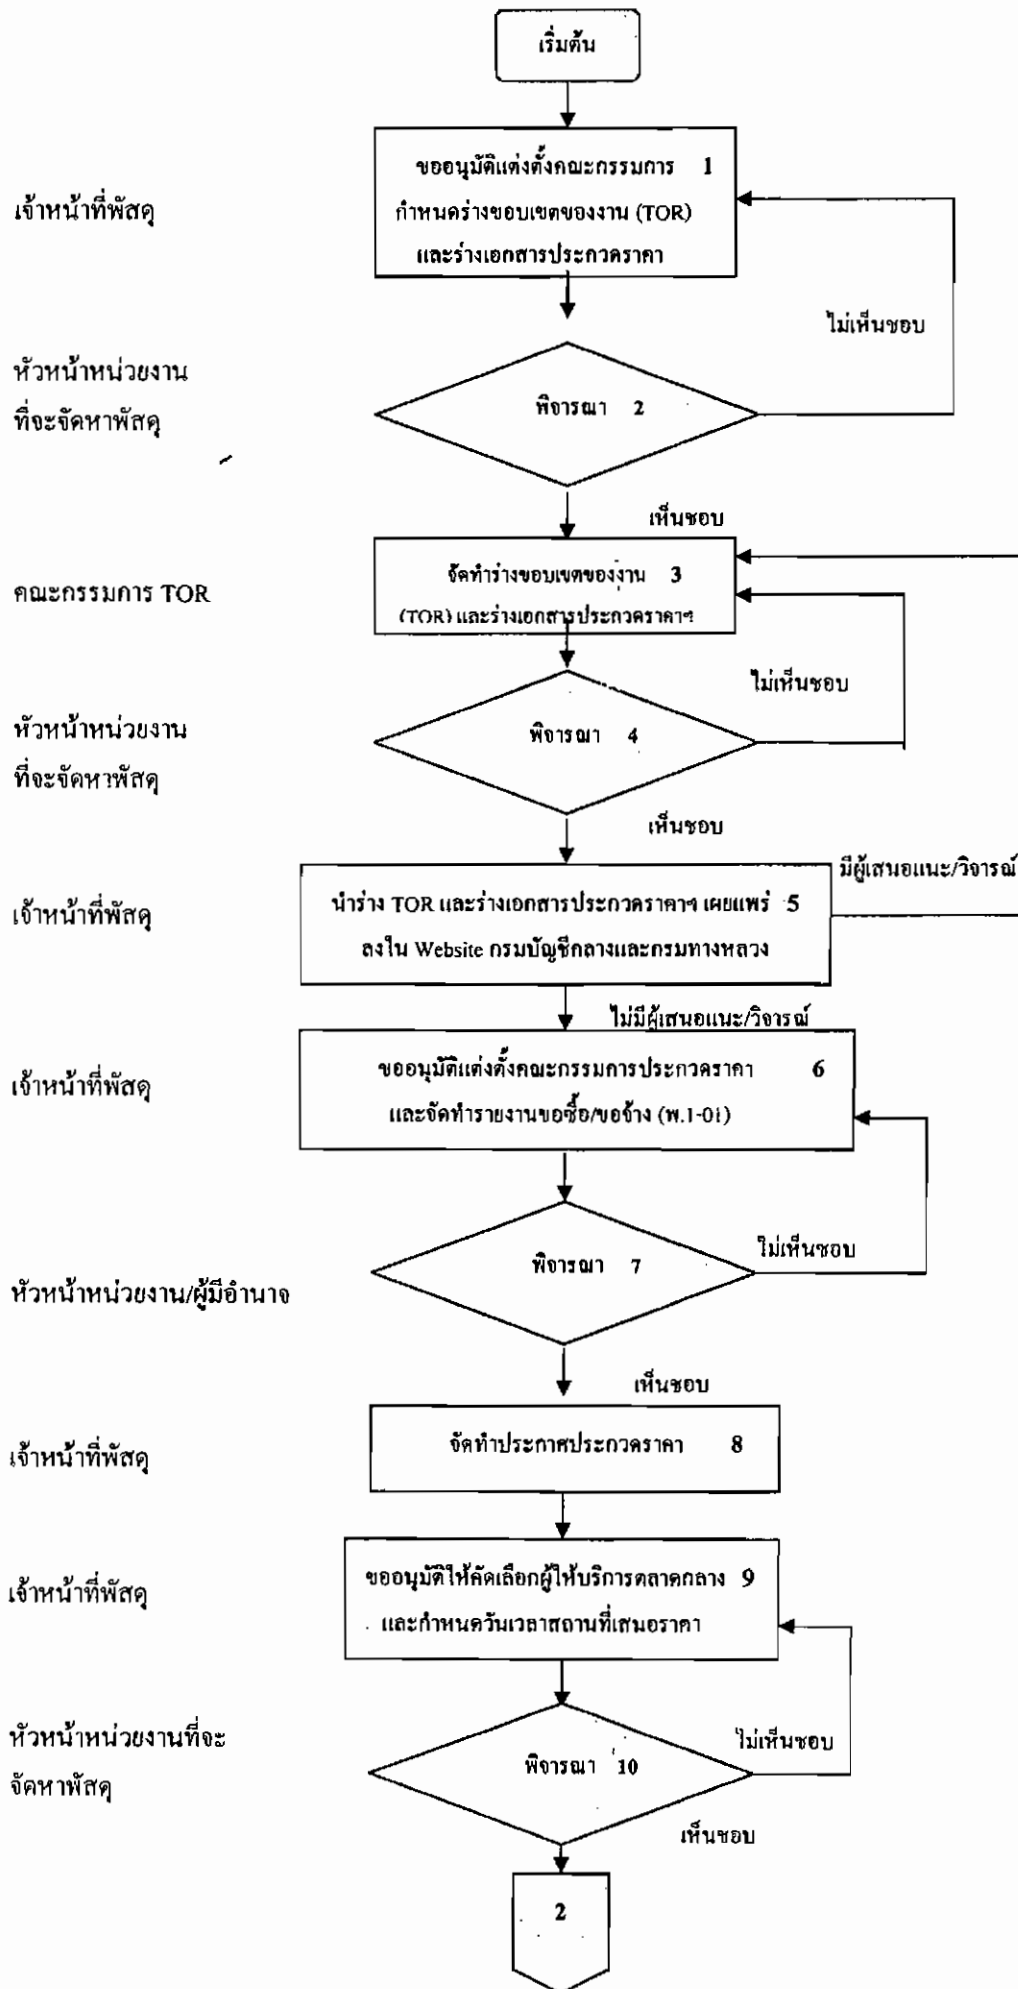 เริ่มต้น
ขออนุมัติแต่งตั้งคณะกรรมการ 1
เจ้าหน้าที่พัสดุ
กำหนดร่างขอบเขตของงาน (TOR)
และร่างเอกสารประกวดราคา
ไม่เห็นชอบ
หัวหน้าหน่วยงาน
ที่จะจัดหาพัสดุ
พิจารณา 2
เห็นชอบ
คณะกรรมการ TOR
จัดทำร่างขอบเขตของงาน 3
(TOR) และร่างเอกสารประกวดราคาฯ
ไม่เห็นชอบ
หัวหน้าหน่วยงาน
ที่จะจัดหาพัสดุ
พิจารณา 4
เห็นชอบ
มีผู้เสนอแนะ/วิจารณ์
เจ้าหน้าที่พัสดุ
นำร่าง TOR และร่างเอกสารประกวดราคาฯ เผยแพร่ 5
ลงใน Website กรมบัญชีกลางและกรมทางหลวง
ไม่มีผู้เสนอแนะ/วิจารณ์
เจ้าหน้าที่พัสดุ
ขออนุมัติแต่งตั้งคณะกรรมการประกวดราคา 6
และจัดทำรายงานขอซื้อ/ขอจ้าง (พ.1-01)
ไม่เห็นชอบ
พิจารณา 7
หัวหน้าหน่วยงาน/ผู้มีอำนาจ
เห็นชอบ
เจ้าหน้าที่พัสดุ
จัดทำประกาศประกวดราคา 8
เจ้าหน้าที่พัสดุ
ขออนุมัติให้คัดเลือกผู้ให้บริการตลาดกลาง 9
และกำหนดวันเวลาสถานที่เสนอราคา
ไม่เห็นชอบ
หัวหน้าหน่วยงานที่จะ
จัดหาพัสดุ
พิจารณา 10
เห็นชอบ
2